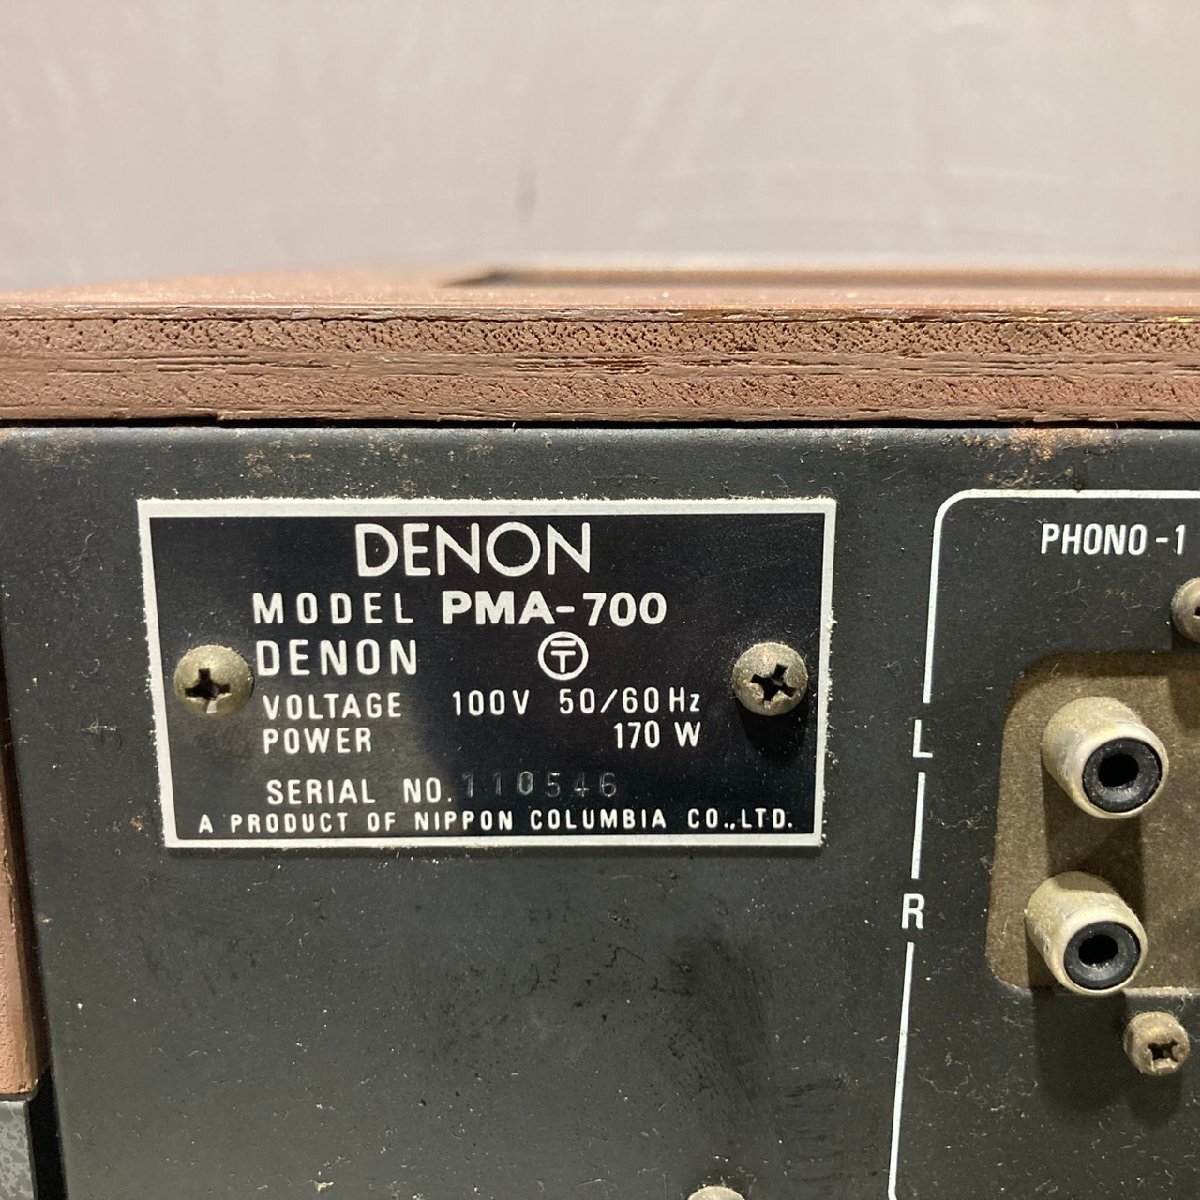 DENON
MODEL PMA-700
DENON 〒
VOLTAGE 100V 50/60Hz
POWER 170W
SERIAL NO. 110546
A PRODUCT OF NIPPON COLUMBIA CO.,LTD.
PHONO-1
L
R